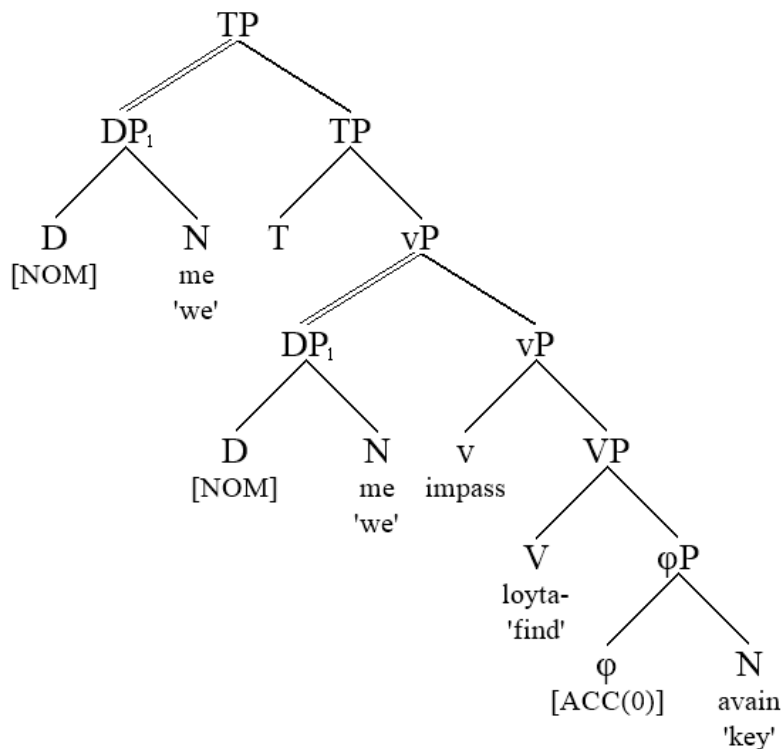 TP
DP₁ TP
D N T vP
[NOM] me
'we'
DP₁ vP
D N v VP
[NOM] me impass
'we'
V φP
loyta-
'find'
φ N
[ACC(0)] avain
'key'